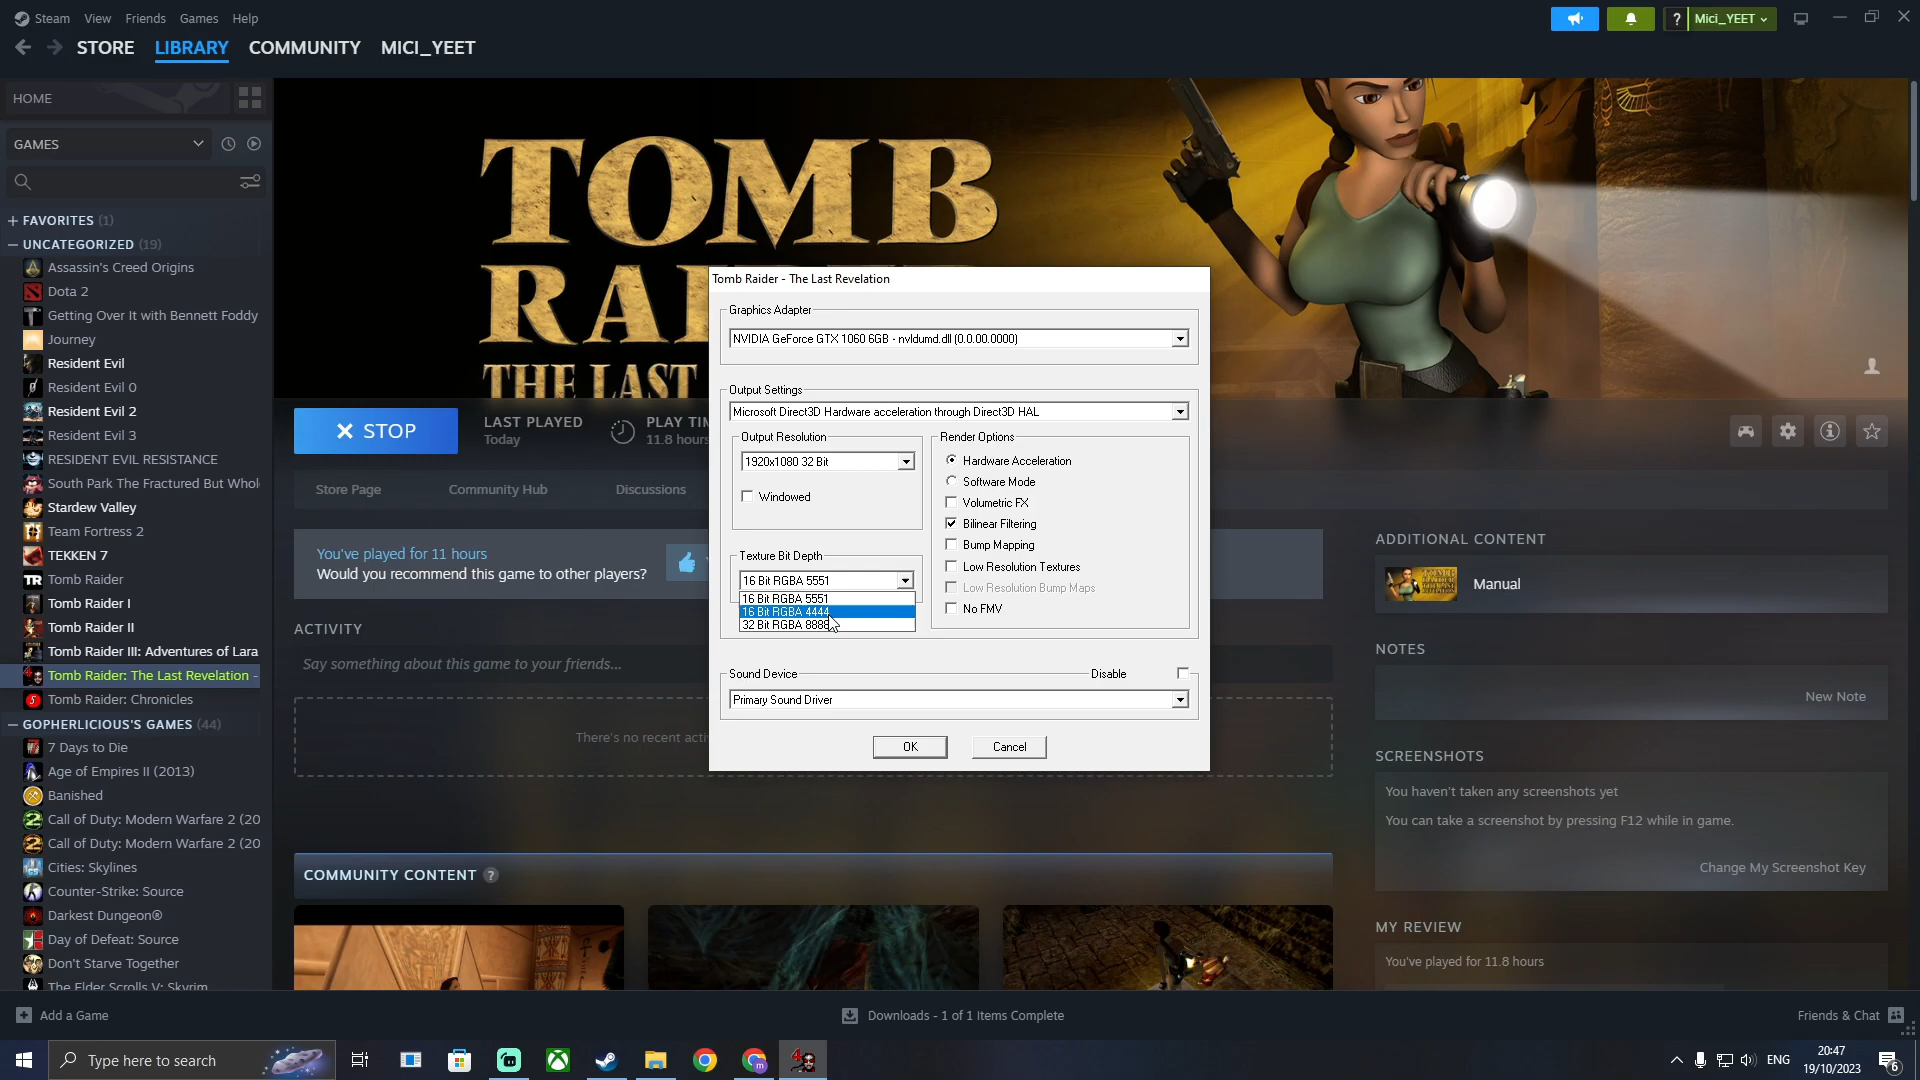 Steam View Friends Games Help
? Mici_YEET
STORE LIBRARY COMMUNITY MICI_YEET
HOME
GAMES
FAVORITES (1)
UNCATEGORIZED (19)
Assassin's Creed Origins
Dota 2
Getting Over It with Bennett Foddy
Journey
Resident Evil
Resident Evil 0
Resident Evil 2
Resident Evil 3
RESIDENT EVIL RESISTANCE
South Park The Fractured But Whol
Stardew Valley
Team Fortress 2
TEKKEN 7
TR Tomb Raider
Tomb Raider I
Tomb Raider II
Tomb Raider III: Adventures of Lara
Tomb Raider: The Last Revelation -
Tomb Raider: Chronicles
GOPHERLICIOUS'S GAMES (44)
7 Days to Die
Age of Empires II (2013)
Banished
Call of Duty: Modern Warfare 2 (20
Call of Duty: Modern Warfare 2 (20
Cities: Skylines
Counter-Strike: Source
Darkest Dungeon®
Day of Defeat: Source
Don't Starve Together
The Elder Scrolls V: Skyrim
Add a Game
TOMB
RAI
THE LAST
STOP
LAST PLAYED
Today
PLAY TI
11.8 hours
Store Page Community Hub Discussions
You've played for 11 hours
Would you recommend this game to other players?
ACTIVITY
Say something about this game to your friends...
There's no recent acti
COMMUNITY CONTENT ?
Tomb Raider - The Last Revelation
Graphics Adapter
NVIDIA GeForce GTX 1060 6GB - nvldumd.dll (0.0.00.0000)
Output Settings
Microsoft Direct3D Hardware acceleration through Direct3D HAL
Output Resolution
1920x1080 32 Bit
Windowed
Texture Bit Depth
16 Bit RGBA 5551
16 Bit RGBA 5551
16 Bit RGBA 4444
32 Bit RGBA 8888
Render Options
Hardware Acceleration
Software Mode
Volumetric FX
Bilinear Filtering
Bump Mapping
Low Resolution Textures
Low Resolution Bump Maps
No FMV
Sound Device
Disable
Primary Sound Driver
OK Cancel
ADDITIONAL CONTENT
Manual
NOTES
New Note
SCREENSHOTS
You haven't taken any screenshots yet
You can take a screenshot by pressing F12 while in game.
Change My Screenshot Key
MY REVIEW
You've played for 11.8 hours
Downloads - 1 of 1 Items Complete
Friends & Chat
Type here to search
ENG
20:47
19/10/2023
6